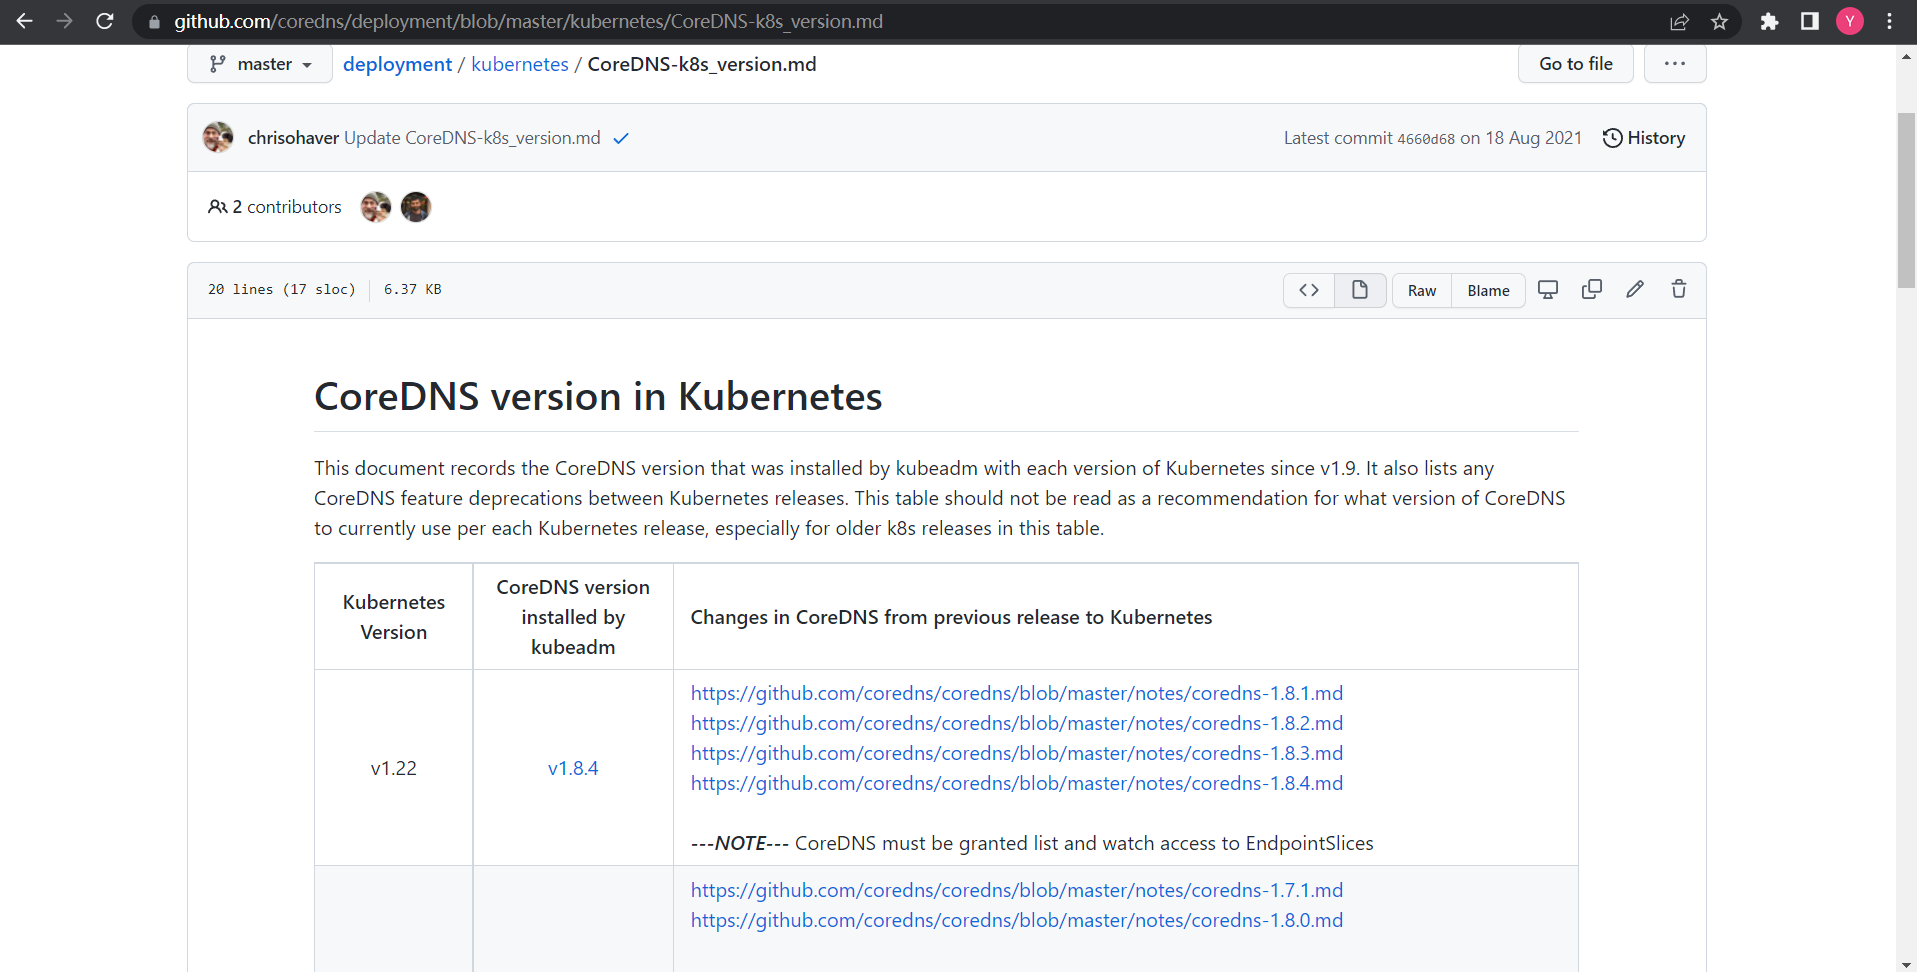 github.com/coredns/deployment/blob/master/kubernetes/CoreDNS-k8s_version.md
Y
master
deployment / kubernetes / CoreDNS-k8s_version.md
Go to file
chrisohaver Update CoreDNS-k8s_version.md
Latest commit 4660d68 on 18 Aug 2021
History
2 contributors
20 lines (17 sloc)
6.37 KB
Raw
Blame
CoreDNS version in Kubernetes
This document records the CoreDNS version that was installed by kubeadm with each version of Kubernetes since v1.9. It also lists any
CoreDNS feature deprecations between Kubernetes releases. This table should not be read as a recommendation for what version of CoreDNS
to currently use per each Kubernetes release, especially for older k8s releases in this table.
Kubernetes
Version
CoreDNS version
installed by
kubeadm
Changes in CoreDNS from previous release to Kubernetes
v1.22
v1.8.4
https://github.com/coredns/coredns/blob/master/notes/coredns-1.8.1.md
https://github.com/coredns/coredns/blob/master/notes/coredns-1.8.2.md
https://github.com/coredns/coredns/blob/master/notes/coredns-1.8.3.md
https://github.com/coredns/coredns/blob/master/notes/coredns-1.8.4.md
---NOTE--- CoreDNS must be granted list and watch access to EndpointSlices
https://github.com/coredns/coredns/blob/master/notes/coredns-1.7.1.md
https://github.com/coredns/coredns/blob/master/notes/coredns-1.8.0.md